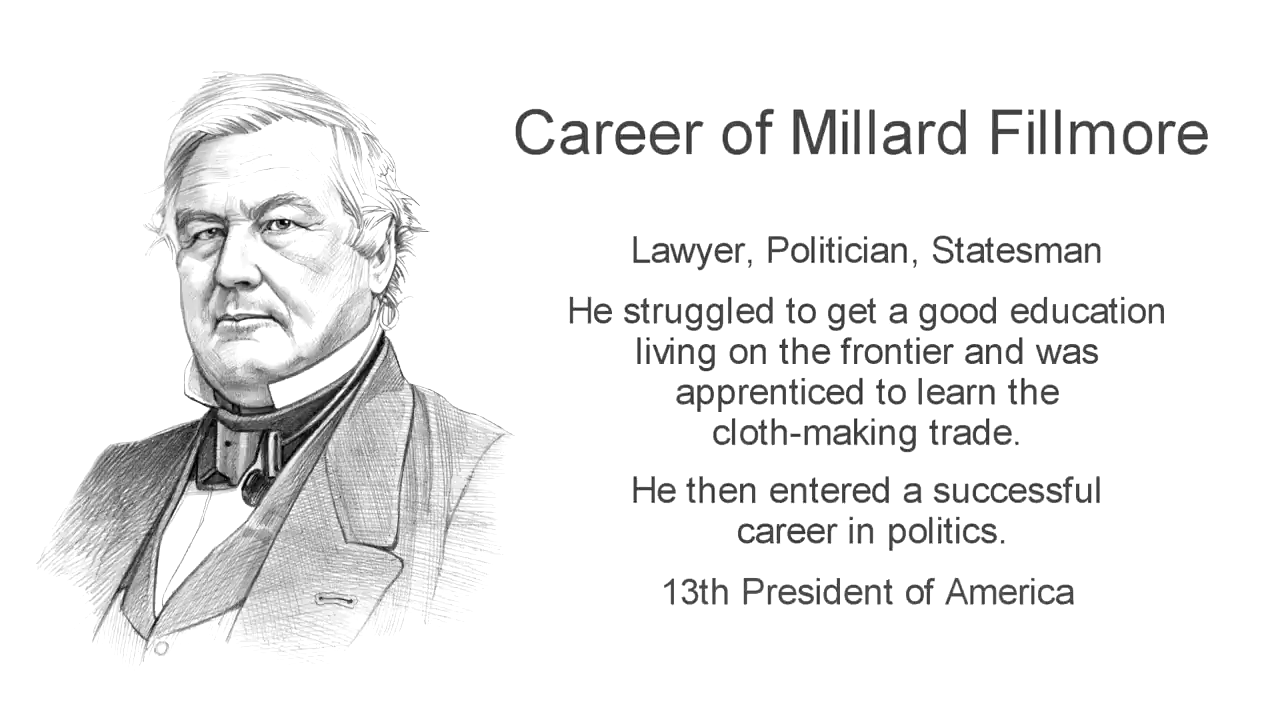 Career of Millard Fillmore
Lawyer, Politician, Statesman
He struggled to get a good education
living on the frontier and was
apprenticed to learn the
cloth-making trade.
He then entered a successful
career in politics.
13th President of America